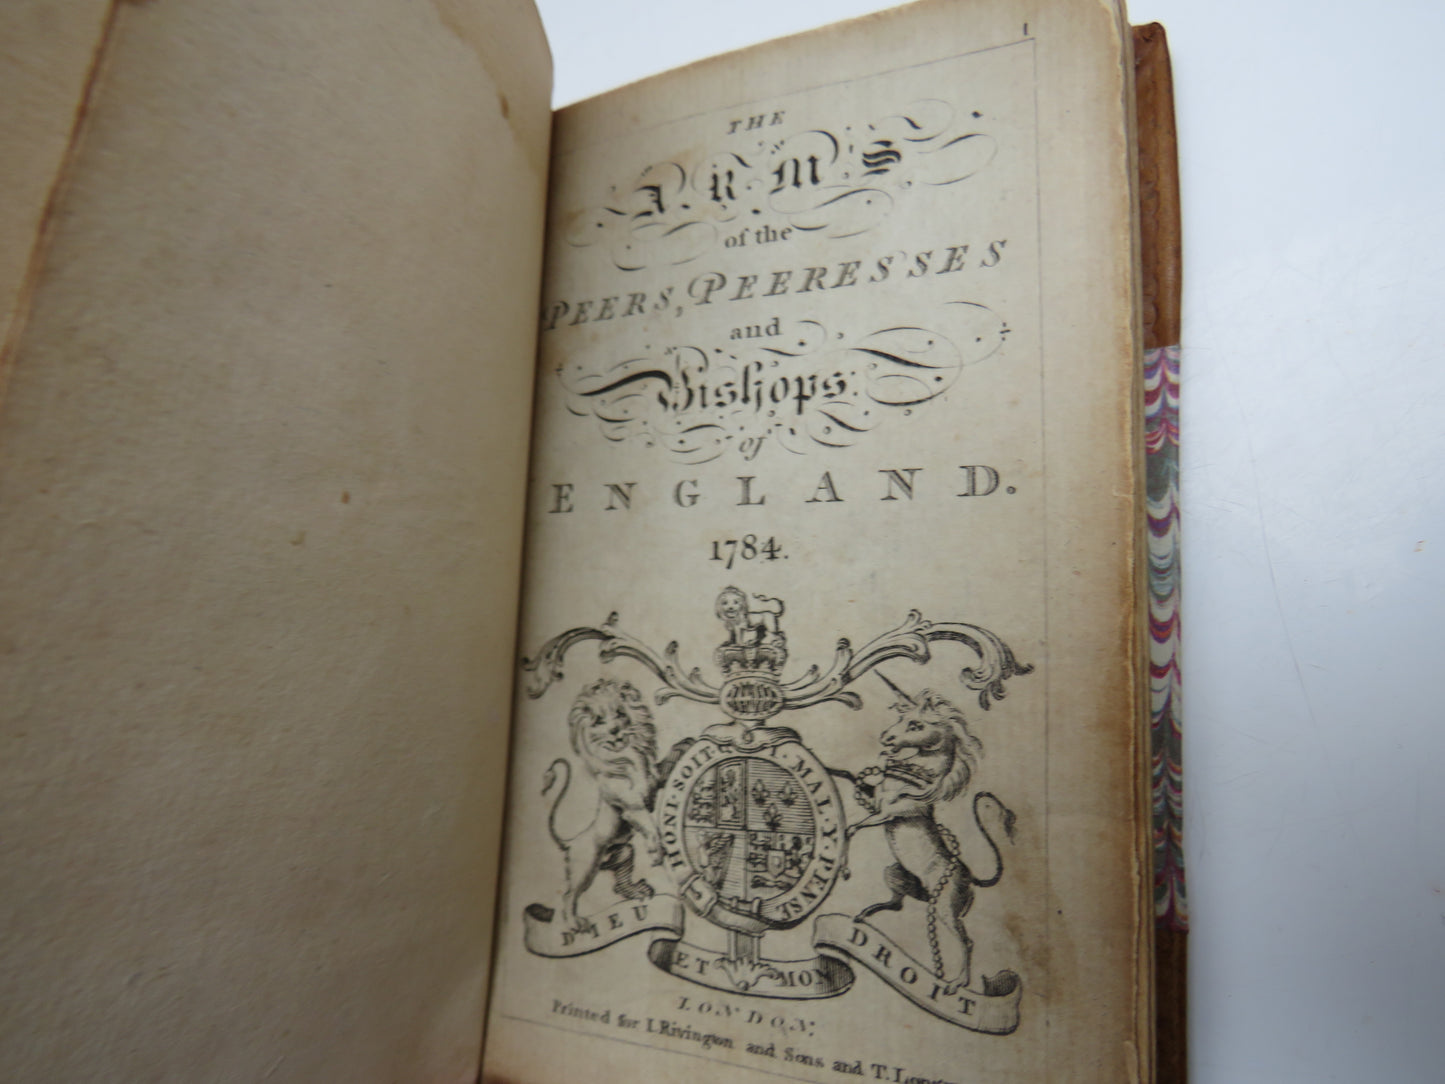 1
THE
ARMS
of the
PEERS, PEERESSES
and
Bishops
of
ENGLAND.
1784.
HONI · SOIT · MAL · Y · PENSE
DIEU ET MON DROIT
LONDON:
Printed for I. Rivington and Sons and T.